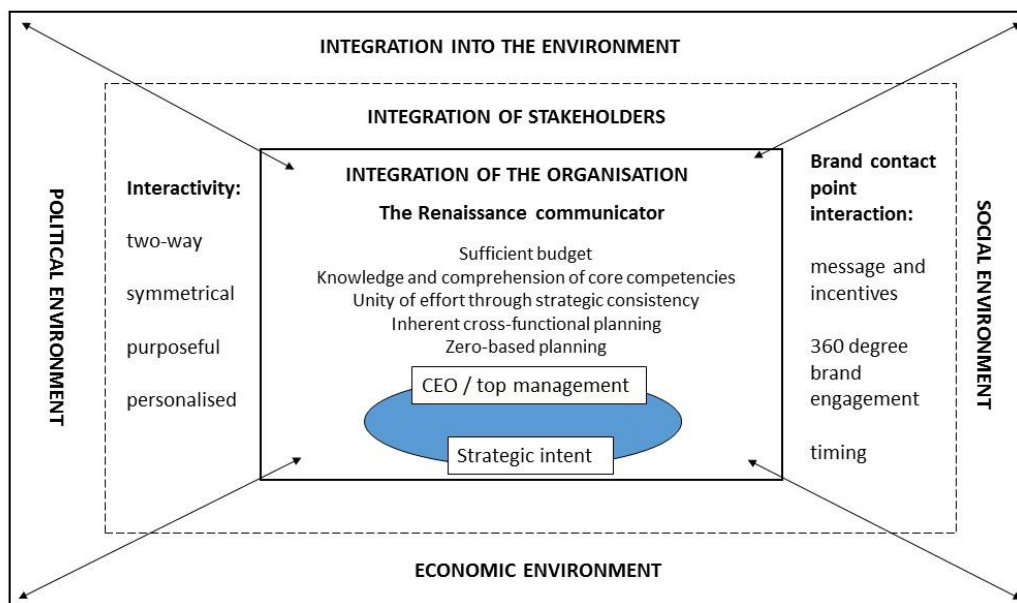 INTEGRATION INTO THE ENVIRONMENT
INTEGRATION OF STAKEHOLDERS
POLITICAL ENVIRONMENT
Interactivity:
two-way
symmetrical
purposeful
personalised
INTEGRATION OF THE ORGANISATION
The Renaissance communicator
Sufficient budget
Knowledge and comprehension of core competencies
Unity of effort through strategic consistency
Inherent cross-functional planning
Zero-based planning
CEO / top management
Strategic intent
Brand contact
point
interaction:
message and
incentives
360 degree
brand
engagement
timing
SOCIAL ENVIRONMENT
ECONOMIC ENVIRONMENT